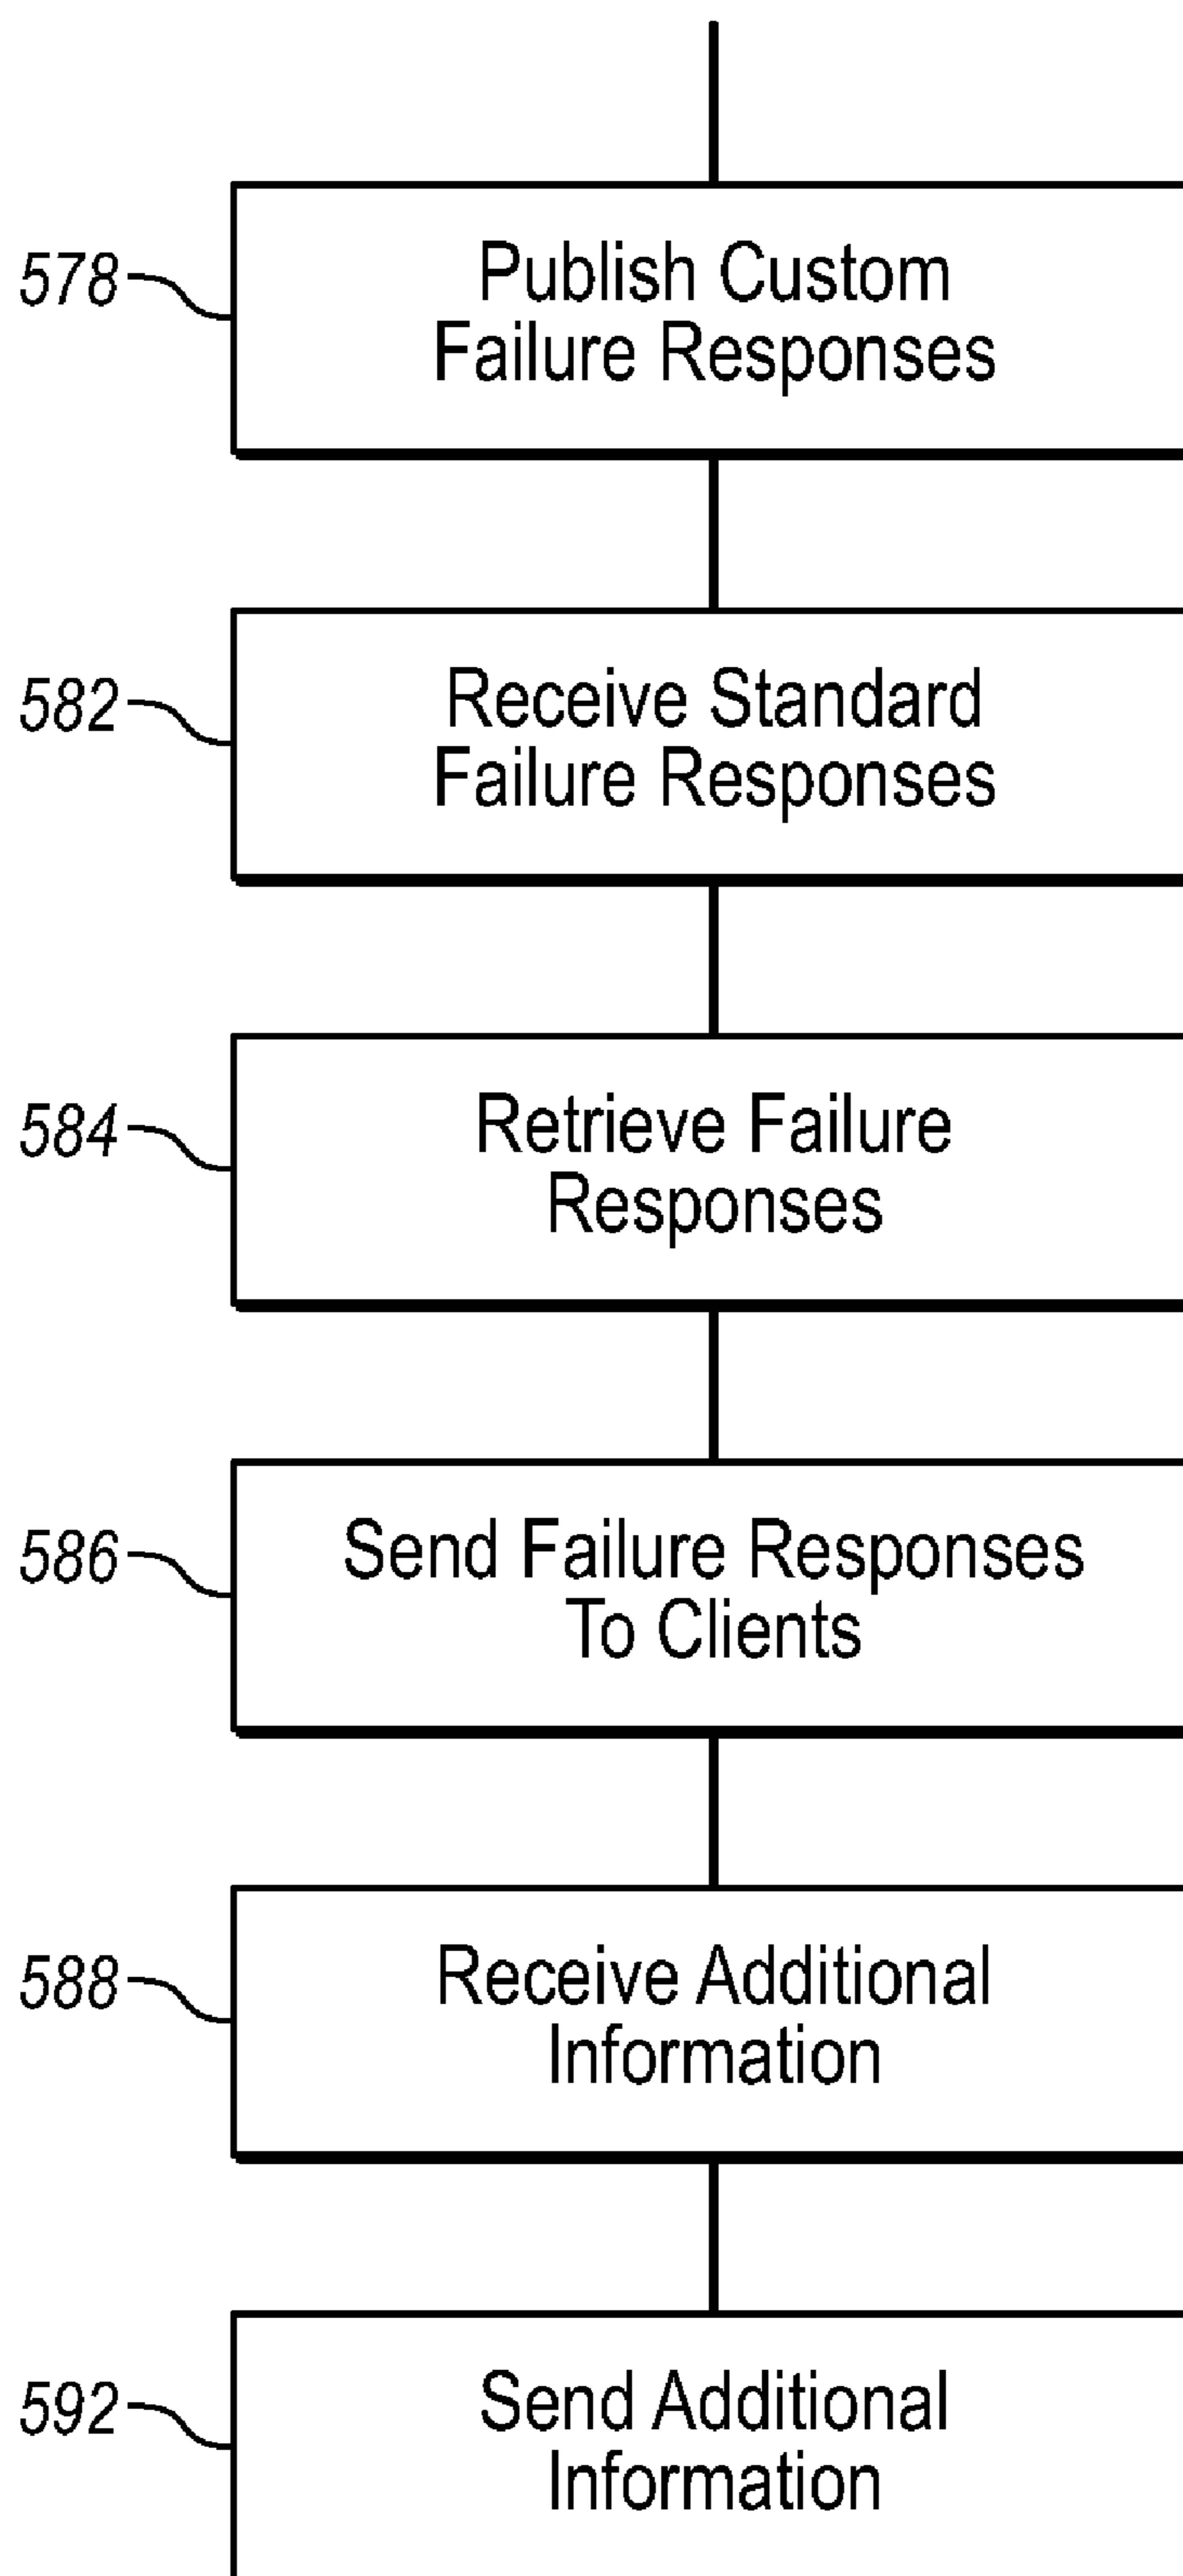 578
Publish Custom
Failure Responses
582
Receive Standard
Failure Responses
584
Retrieve Failure
Responses
586
Send Failure Responses
To Clients
588
Receive Additional
Information
592
Send Additional
Information